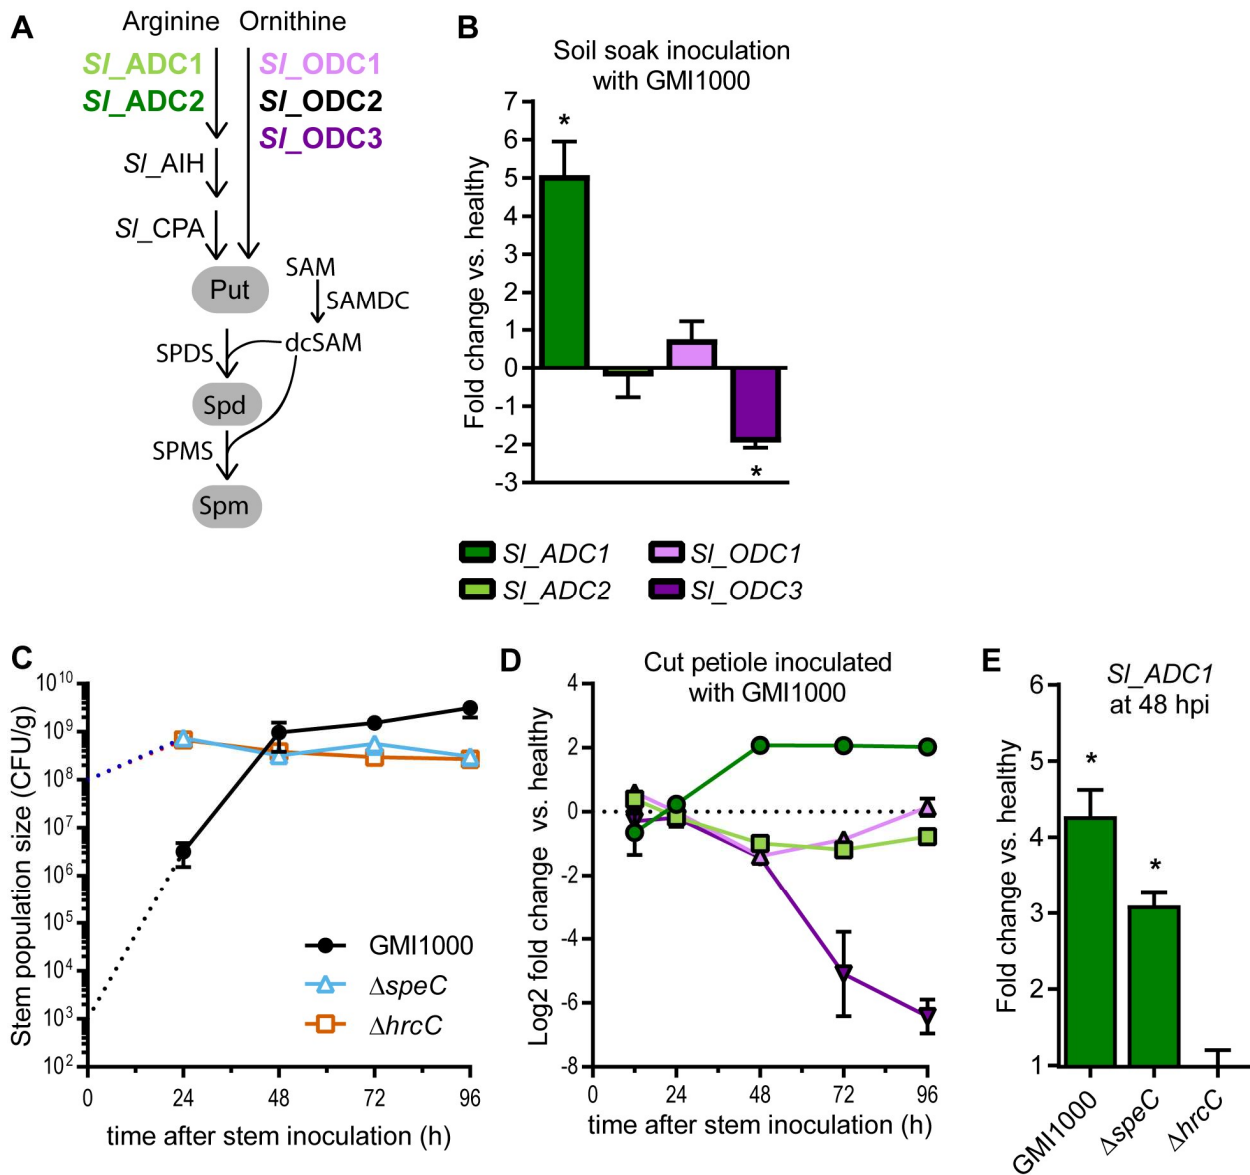 A
Arginine Ornithine
Sl_ADC1
Sl_ADC2
Sl_ODC1
Sl_ODC2
Sl_ODC3
Sl_AIH
Sl_CPA
Put
SAM
SAMDC
dcSAM
SPDS
Spd
SPMS
Spm
B
Soil soak inoculation
with GMI1000
Fold change vs. healthy
7
6
5
4
3
2
1
0
-1
-2
-3
*
*
Sl_ADC1
Sl_ODC1
Sl_ADC2
Sl_ODC3
C
Stem population size (CFU/g)
10^10
10^9
10^8
10^7
10^6
10^5
10^4
10^3
10^2
GMI1000
ΔspeC
ΔhrcC
0 24 48 72 96
time after stem inoculation (h)
D
Cut petiole inoculated
with GMI1000
Log2 fold change vs. healthy
4
2
0
-2
-4
-6
-8
0 24 48 72 96
time after stem inoculation (h)
E
Sl_ADC1
at 48 hpi
Fold change vs. healthy
6
5
4
3
2
1
*
*
GMI1000
ΔspeC
ΔhrcC